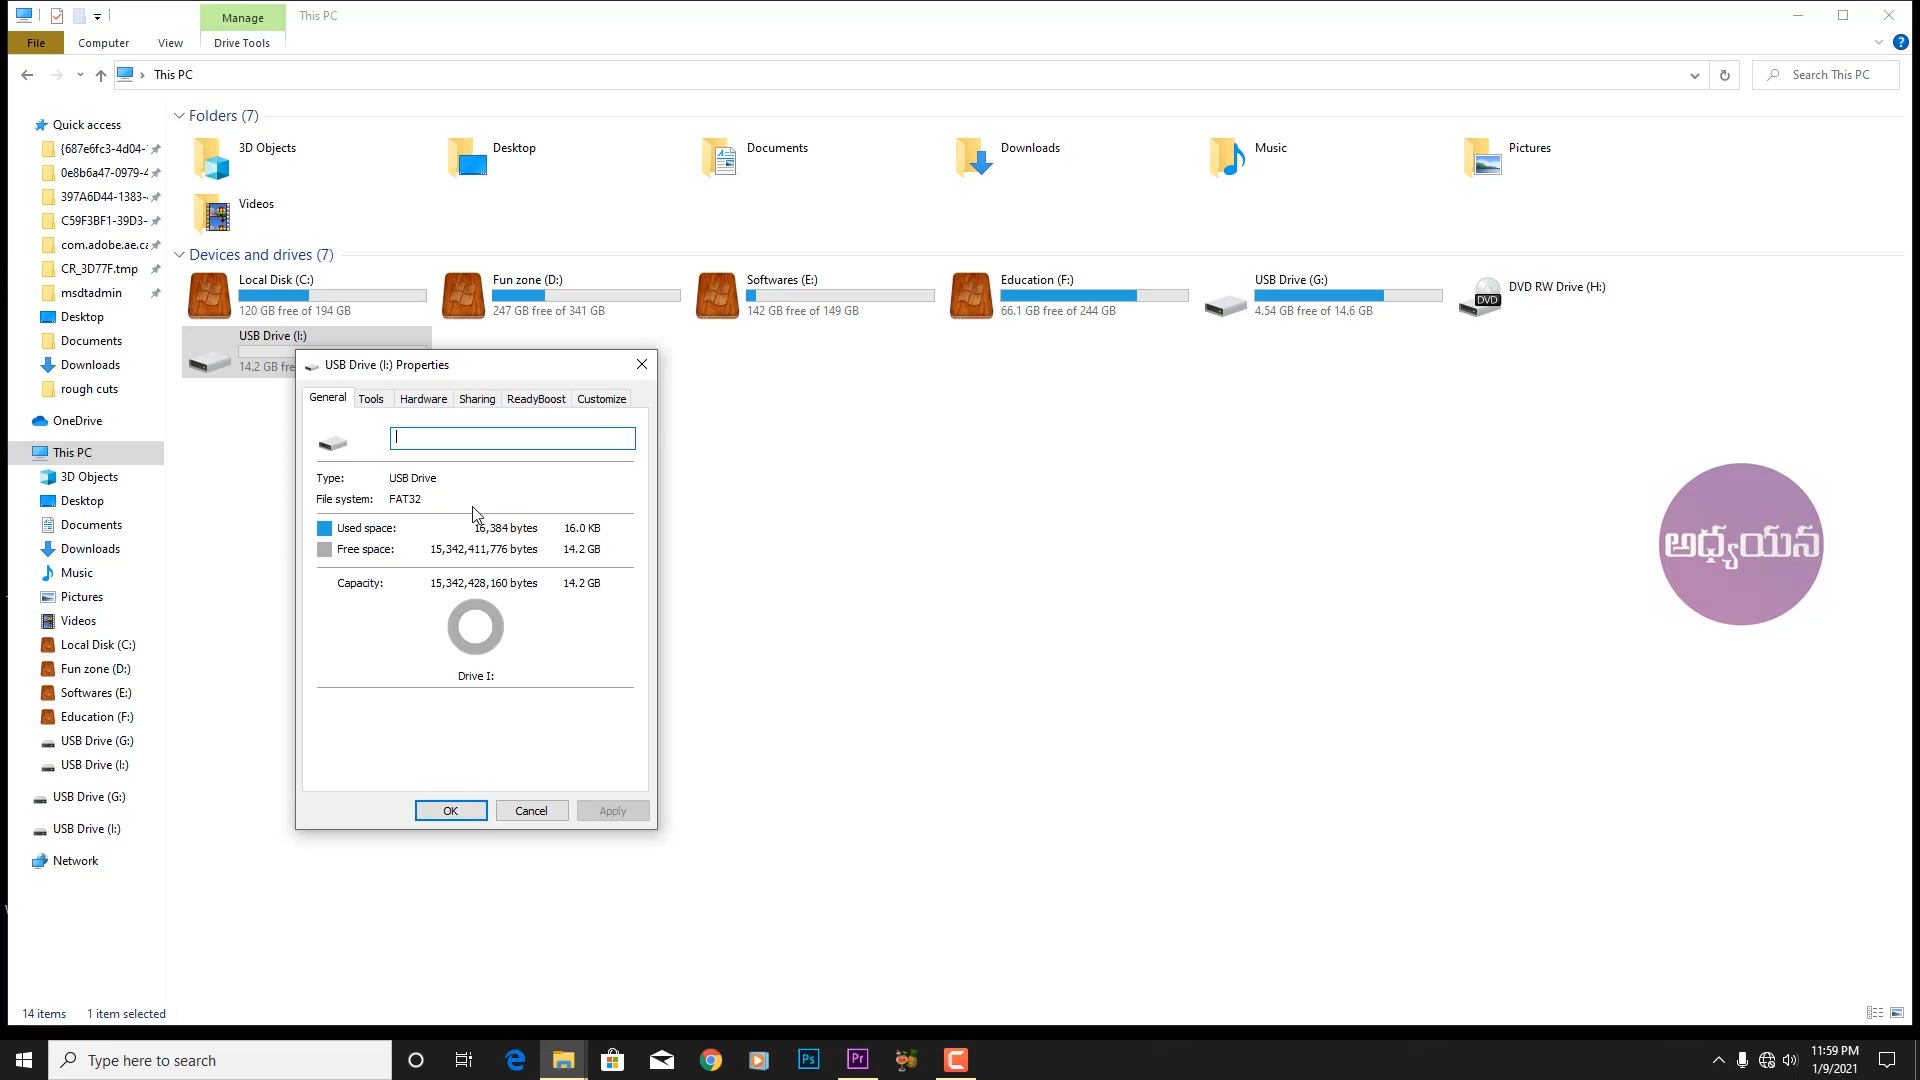 Manage
This PC
File
Computer
View
Drive Tools
This PC
Search This PC
Quick access
{687e6fc3-4d04-
0e8b6a47-0979-4
397A6D44-1383-
C59F3BF1-39D3-
com.adobe.ae.ca
CR_3D77F.tmp
msdtadmin
Desktop
Documents
Downloads
rough cuts
OneDrive
This PC
3D Objects
Desktop
Documents
Downloads
Music
Pictures
Videos
Local Disk (C:)
Fun zone (D:)
Softwares (E:)
Education (F:)
USB Drive (G:)
USB Drive (I:)
USB Drive (G:)
USB Drive (I:)
Network
Folders (7)
3D Objects
Desktop
Documents
Downloads
Music
Pictures
Videos
Devices and drives (7)
Local Disk (C:)
120 GB free of 194 GB
Fun zone (D:)
247 GB free of 341 GB
Softwares (E:)
142 GB free of 149 GB
Education (F:)
66.1 GB free of 244 GB
USB Drive (G:)
4.54 GB free of 14.6 GB
DVD RW Drive (H:)
DVD
USB Drive (I:)
14.2 GB fre
USB Drive (I:) Properties
General Tools Hardware Sharing ReadyBoost Customize
Type: USB Drive
File system: FAT32
Used space: 16,384 bytes 16.0 KB
Free space: 15,342,411,776 bytes 14.2 GB
Capacity: 15,342,428,160 bytes 14.2 GB
Drive I:
OK Cancel Apply
అధ్యయన
14 items 1 item selected
Type here to search
Ps
Pr
11:59 PM
1/9/2021